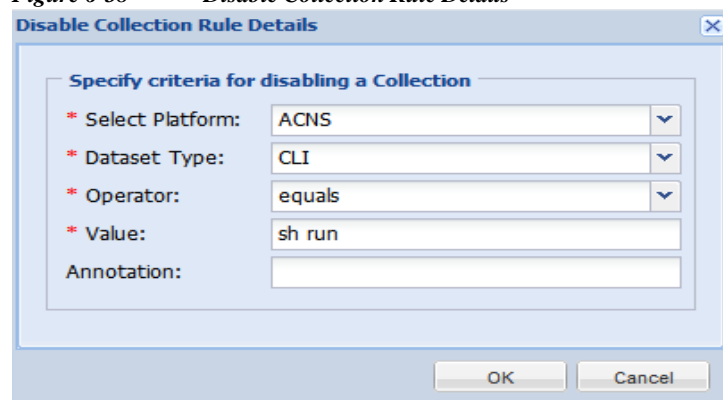 Disable Collection Rule Details
Specify criteria for disabling a Collection
* Select Platform: ACNS
* Dataset Type: CLI
* Operator: equals
* Value: sh run
Annotation:
OK Cancel